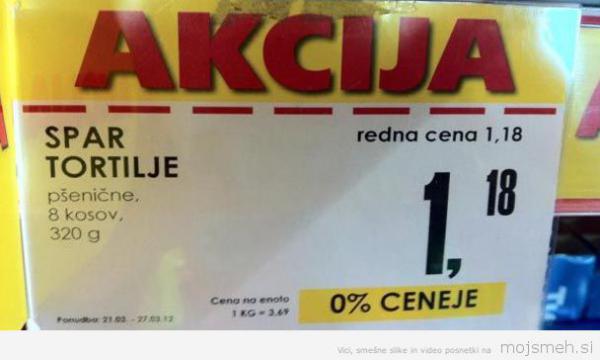 AKCIJA
SPAR
TORTILJE
pšenične,
8 kosov,
320 g
redna cena 1,18
1,18
Cena na enoto
1 KG = 3,69
0% CENEJE
Ponudba: 21.03. - 27.03.12
Vici, smešne slike in video posnetki na mojsmeh.si